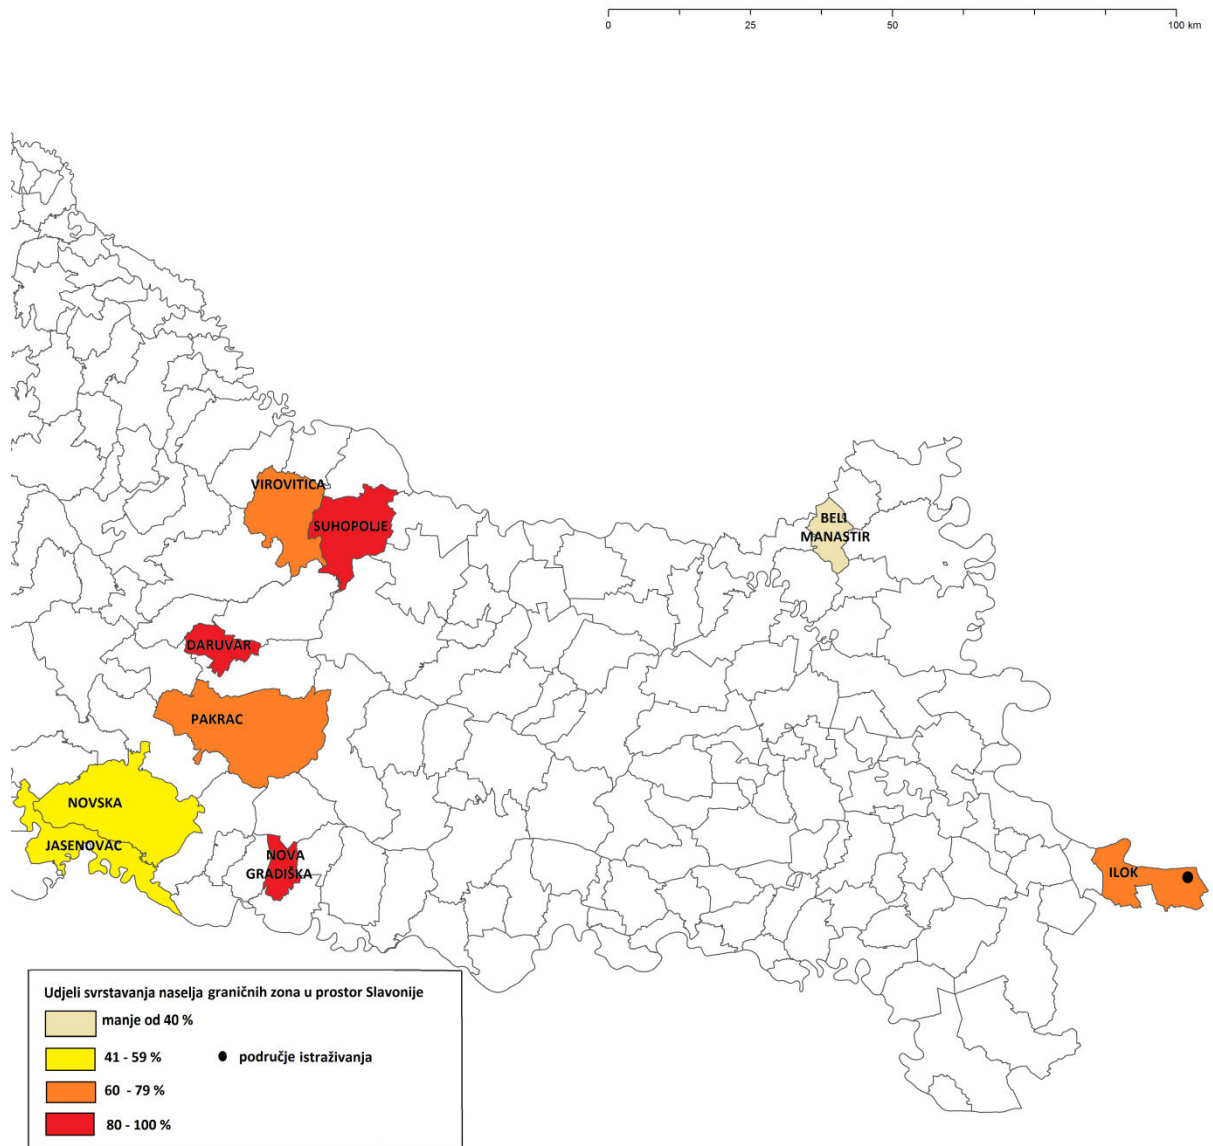 0 25 50 100 km
VIROVITICA
SUHOPOLJE
BELI
MANASTIR
DARUVAR
PAKRAC
NOVSKA
JASENOVAC
NOVA
GRADIŠKA
ILOK
Udjeli svrstavanja naselja graničnih zona u prostor Slavonije
manje od 40 %
41 - 59 %
područje istraživanja
60 - 79 %
80 - 100 %